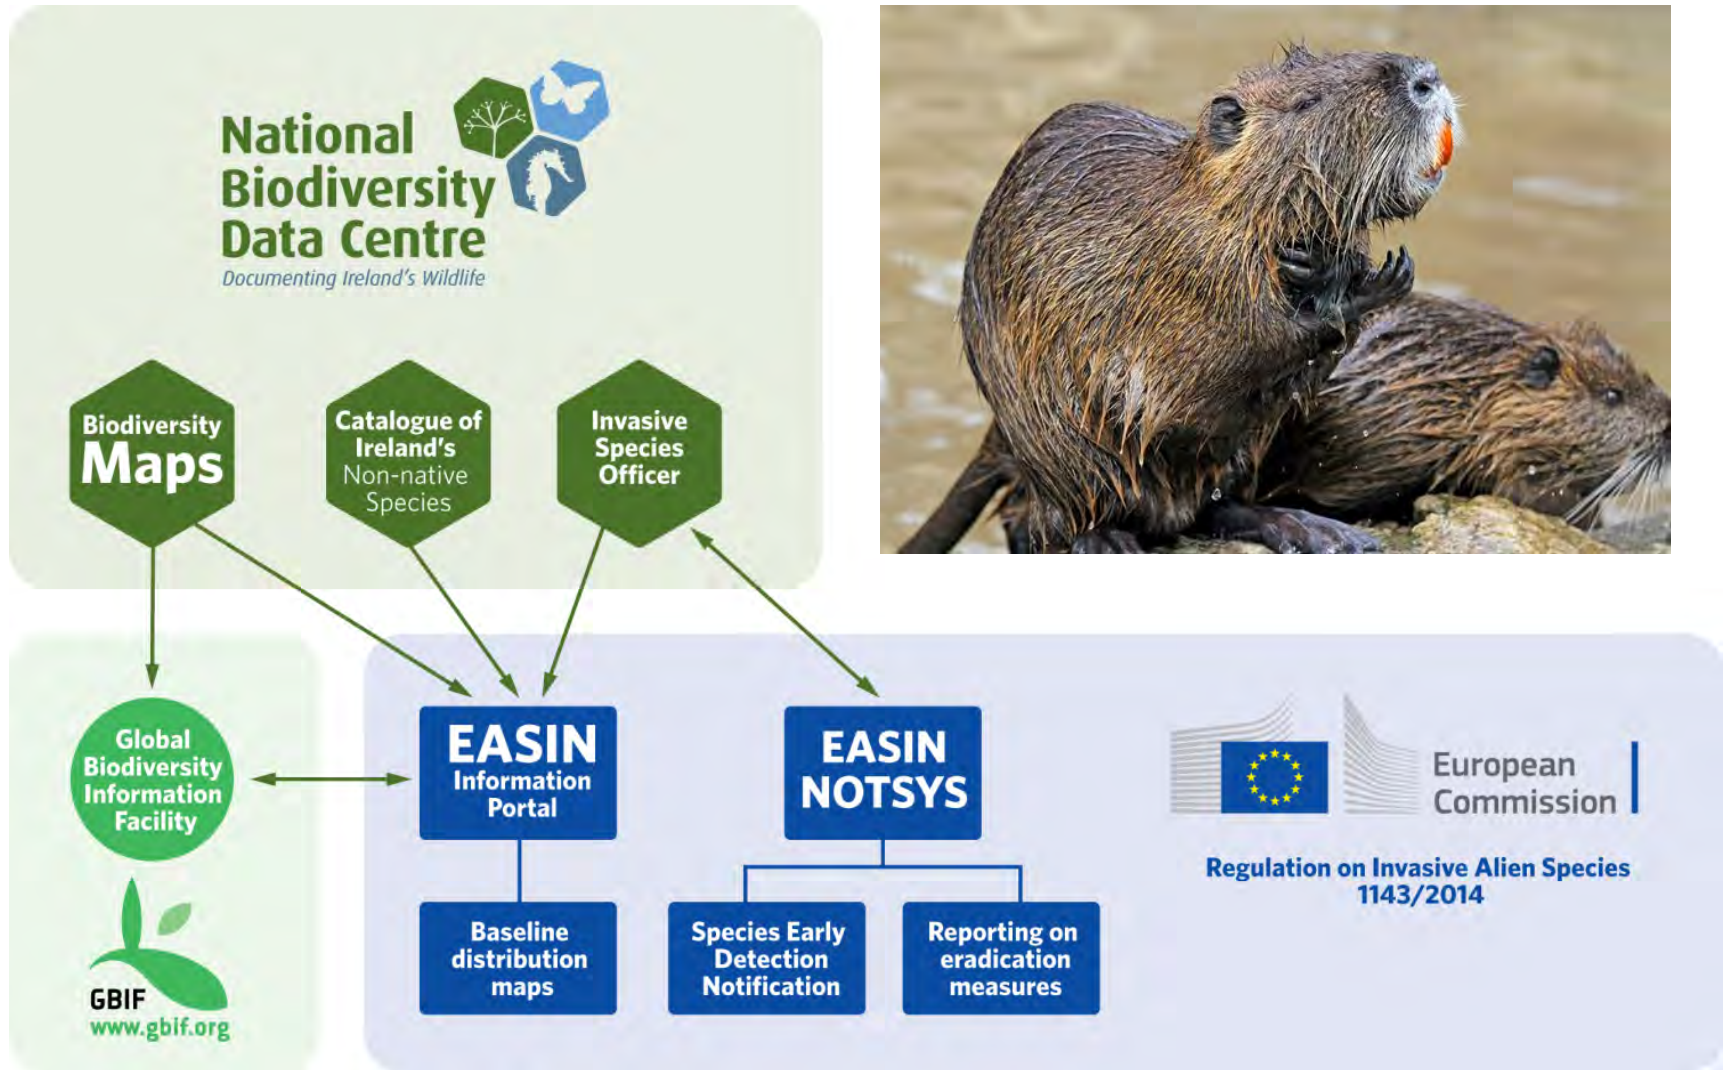 National
Biodiversity
Data Centre
Documenting Ireland's Wildlife
Biodiversity
Maps
Catalogue of
Ireland's
Non-native
Species
Invasive
Species
Officer
Global
Biodiversity
Information
Facility
GBIF
www.gbif.org
EASIN
Information
Portal
EASIN
NOTSYS
Baseline
distribution
maps
Species Early
Detection
Notification
Reporting on
eradication
measures
European
Commission
Regulation on Invasive Alien Species
1143/2014